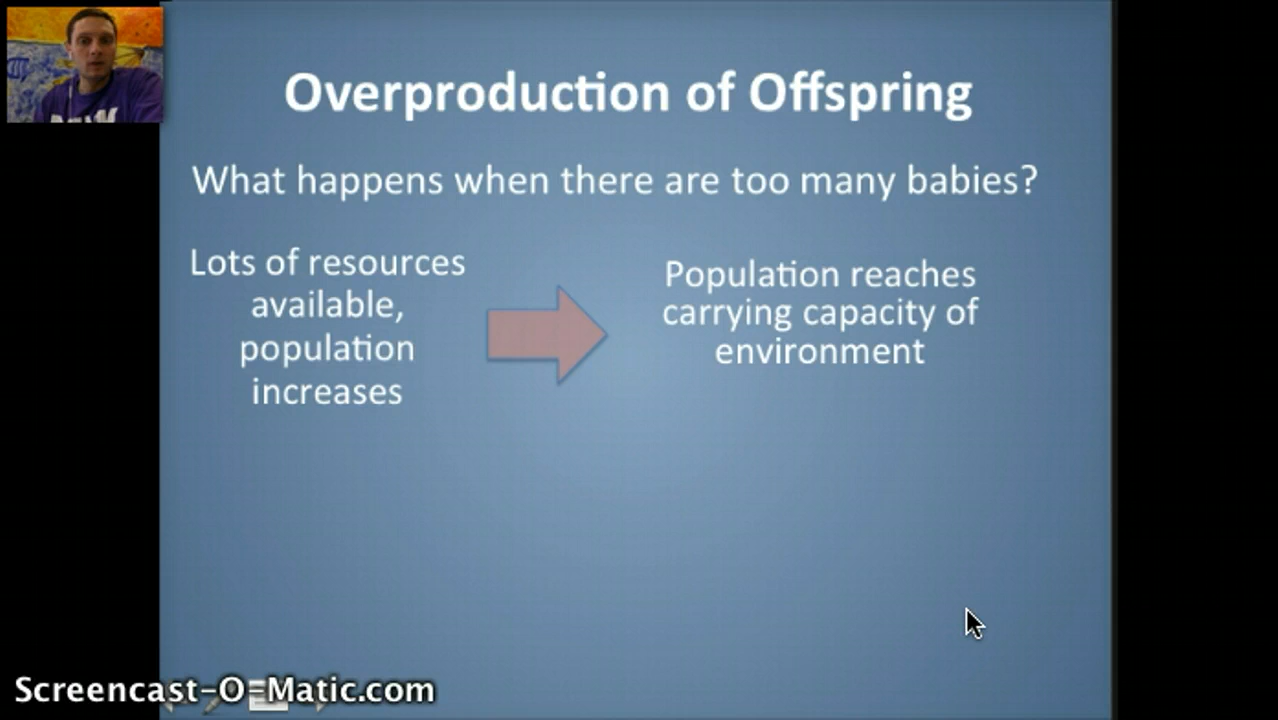 Overproduction of Offspring
What happens when there are too many babies?
Lots of resources
available,
population
increases
Population reaches
carrying capacity of
environment
Screencast-O-Matic.com